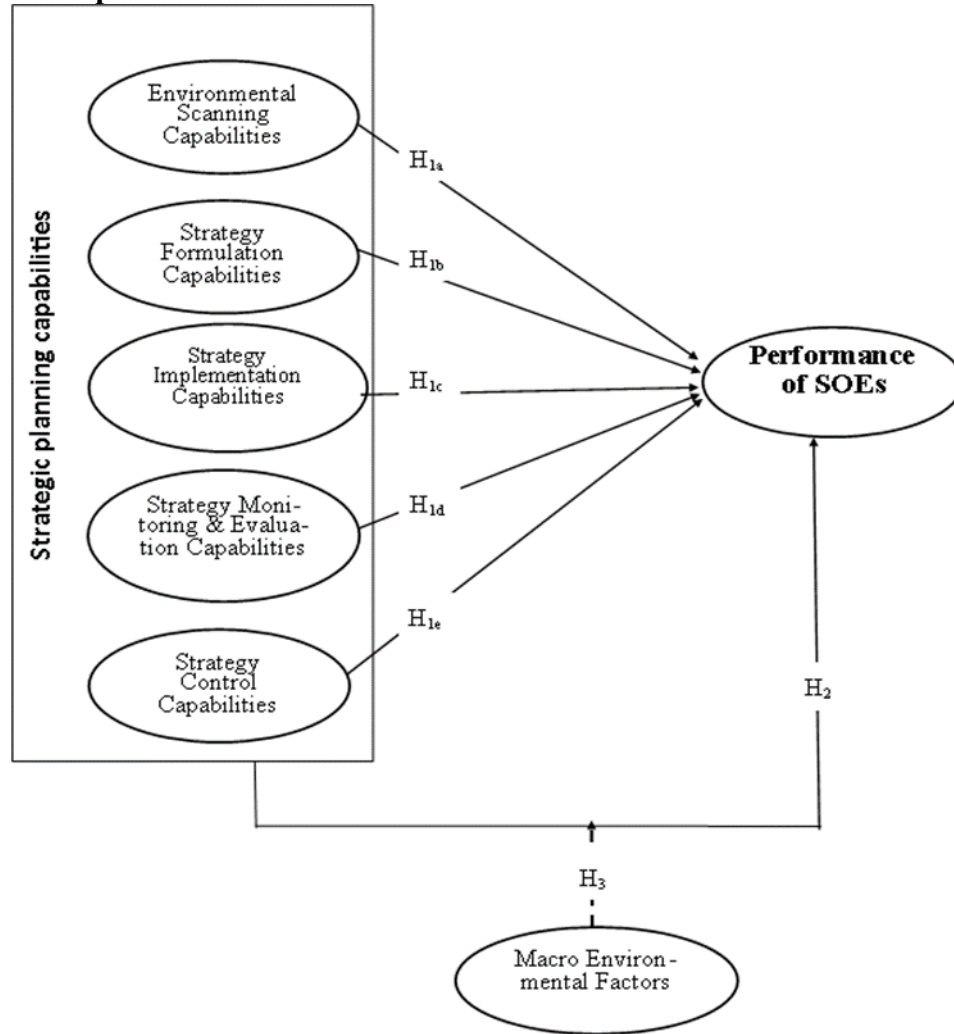 Environmental
Scanning
Capabilities
H1a
Strategy
Formulation
Capabilities
H1b
Strategic planning capabilities
Strategy
Implementation
Capabilities
H1c
Performance
of SOEs
Strategy Moni-
toring & Evalua-
tion Capabilities
H1d
H1e
Strategy
Control
Capabilities
H2
H3
Macro Environ-
mental Factors